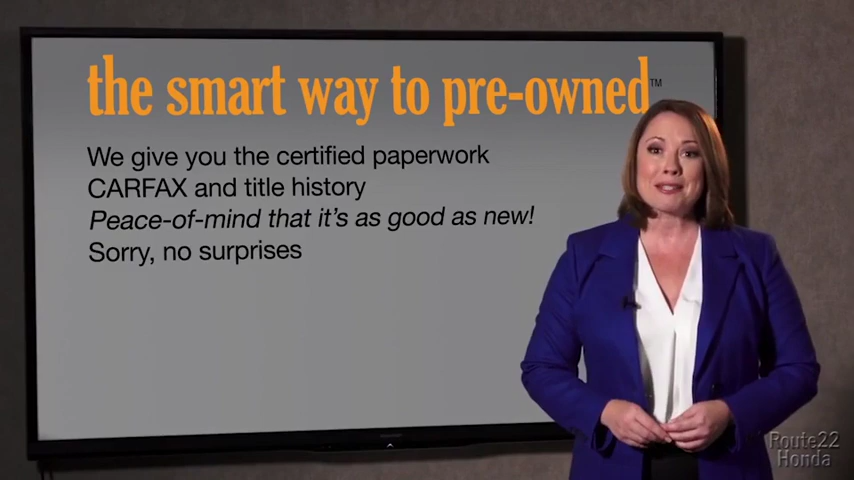 the smart way to pre-owned™
We give you the certified paperwork
CARFAX and title history
Peace-of-mind that it's as good as new!
Sorry, no surprises
Route22
Honda